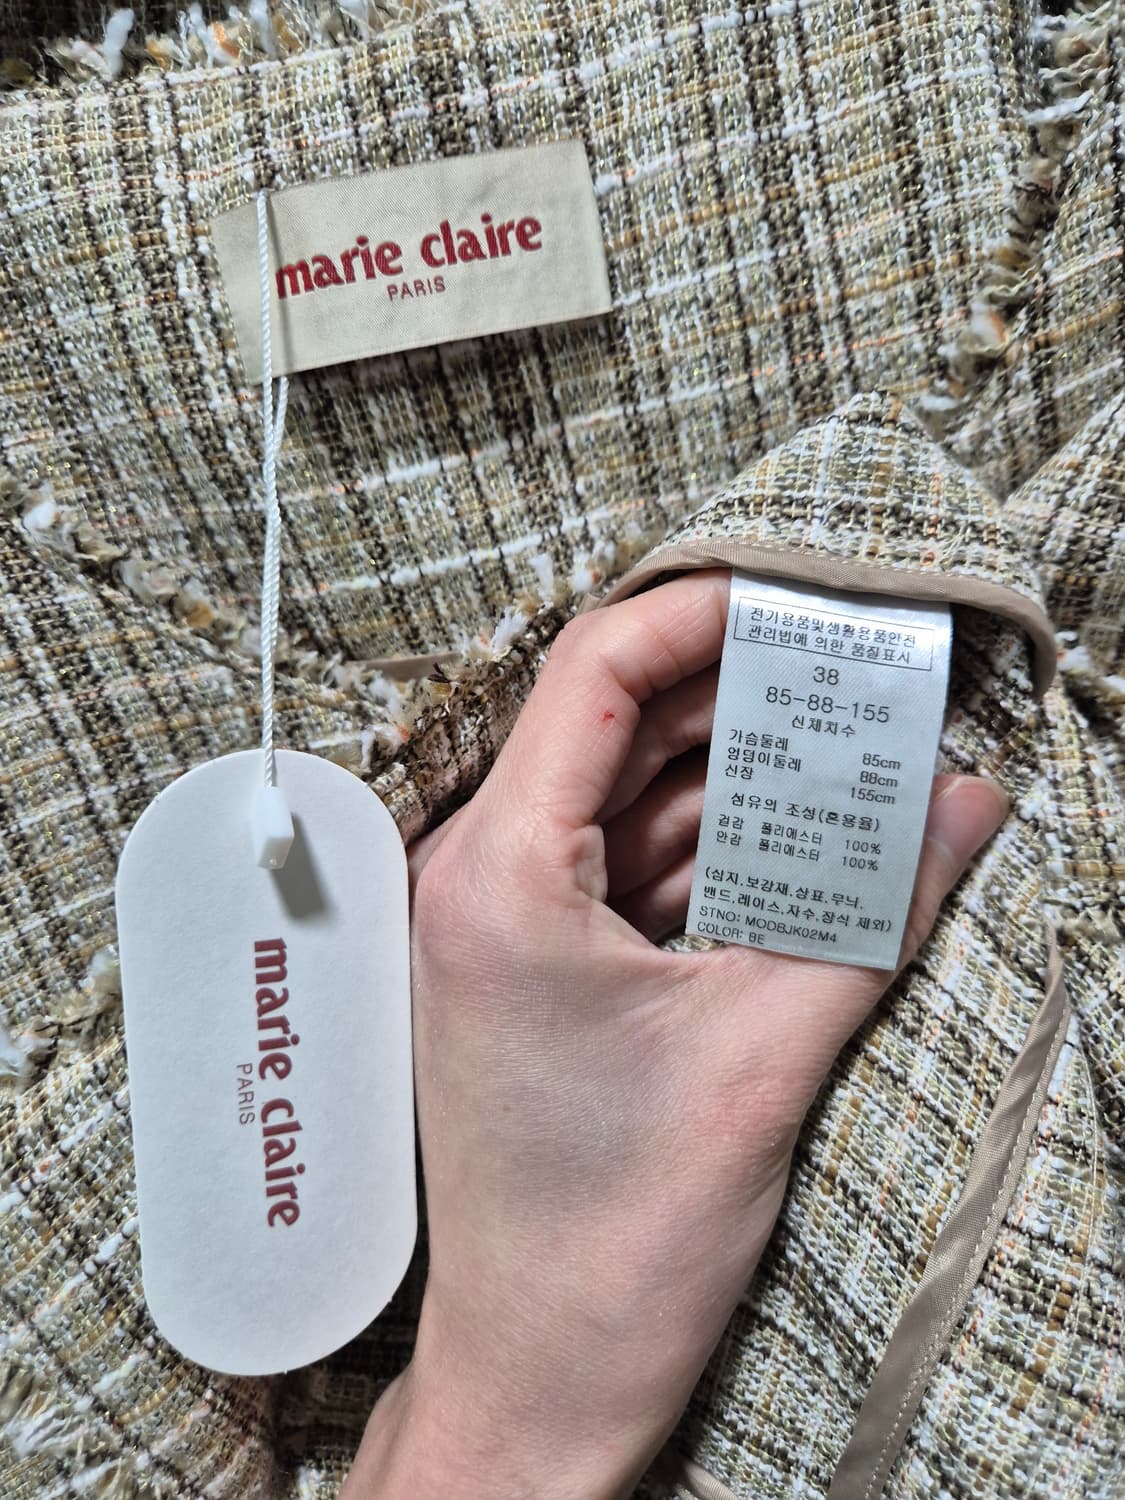 marie claire
PARIS
전기용품및생활용품안전
관리법에 의한 품질표시
38
85-88-155
신체치수
가슴둘레 85cm
엉덩이둘레 88cm
신장 155cm
섬유의 조성(혼용율)
겉감 폴리에스터 100%
안감 폴리에스터 100%
(심지.보강재.상표.무늬.
밴드.레이스.자수.장식 제외)
STNO: MODBJK02M4
COLOR: BE
marie claire
PARIS